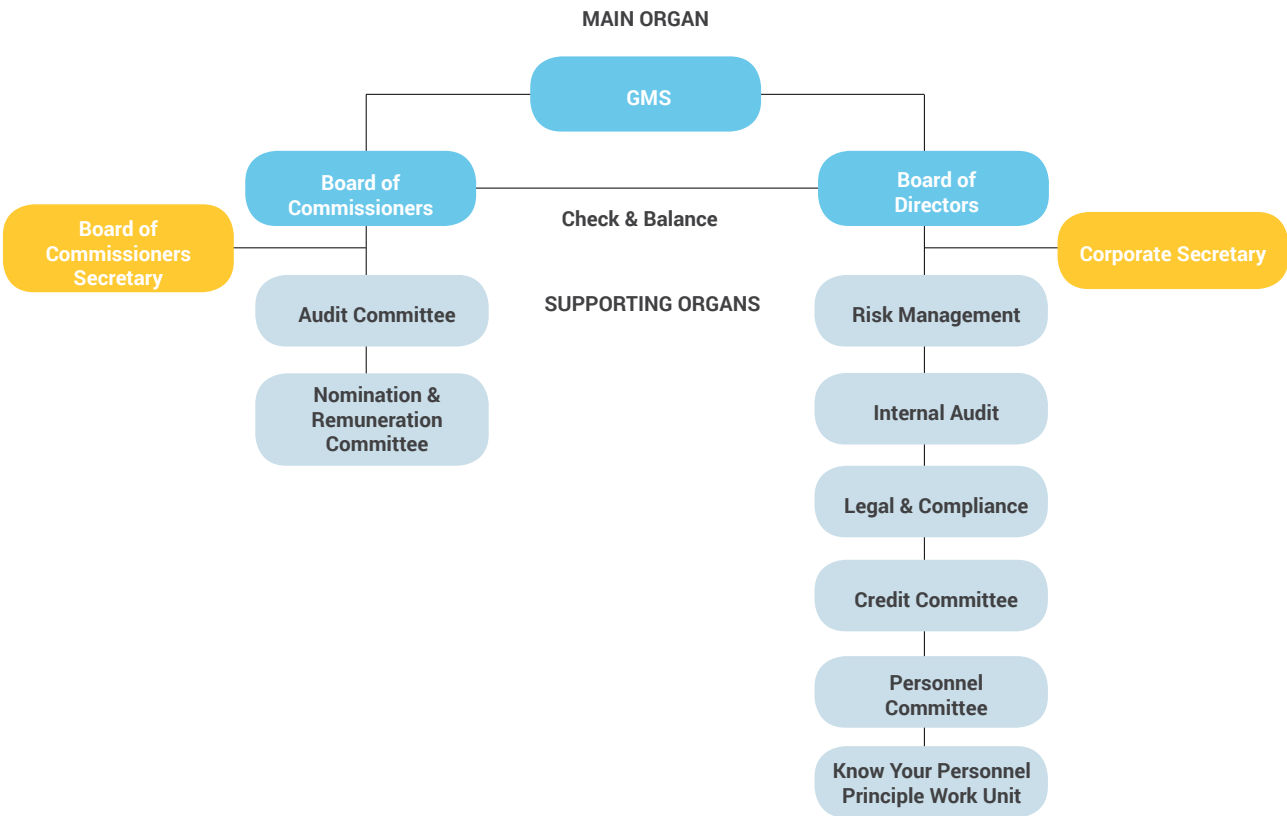 MAIN ORGAN
GMS
Board of
Commissioners
Board of
Directors
Check & Balance
Board of
Commissioners
Secretary
Corporate Secretary
SUPPORTING ORGANS
Audit Committee
Risk Management
Nomination &
Remuneration
Committee
Internal Audit
Legal & Compliance
Credit Committee
Personnel
Committee
Know Your Personnel
Principle Work Unit